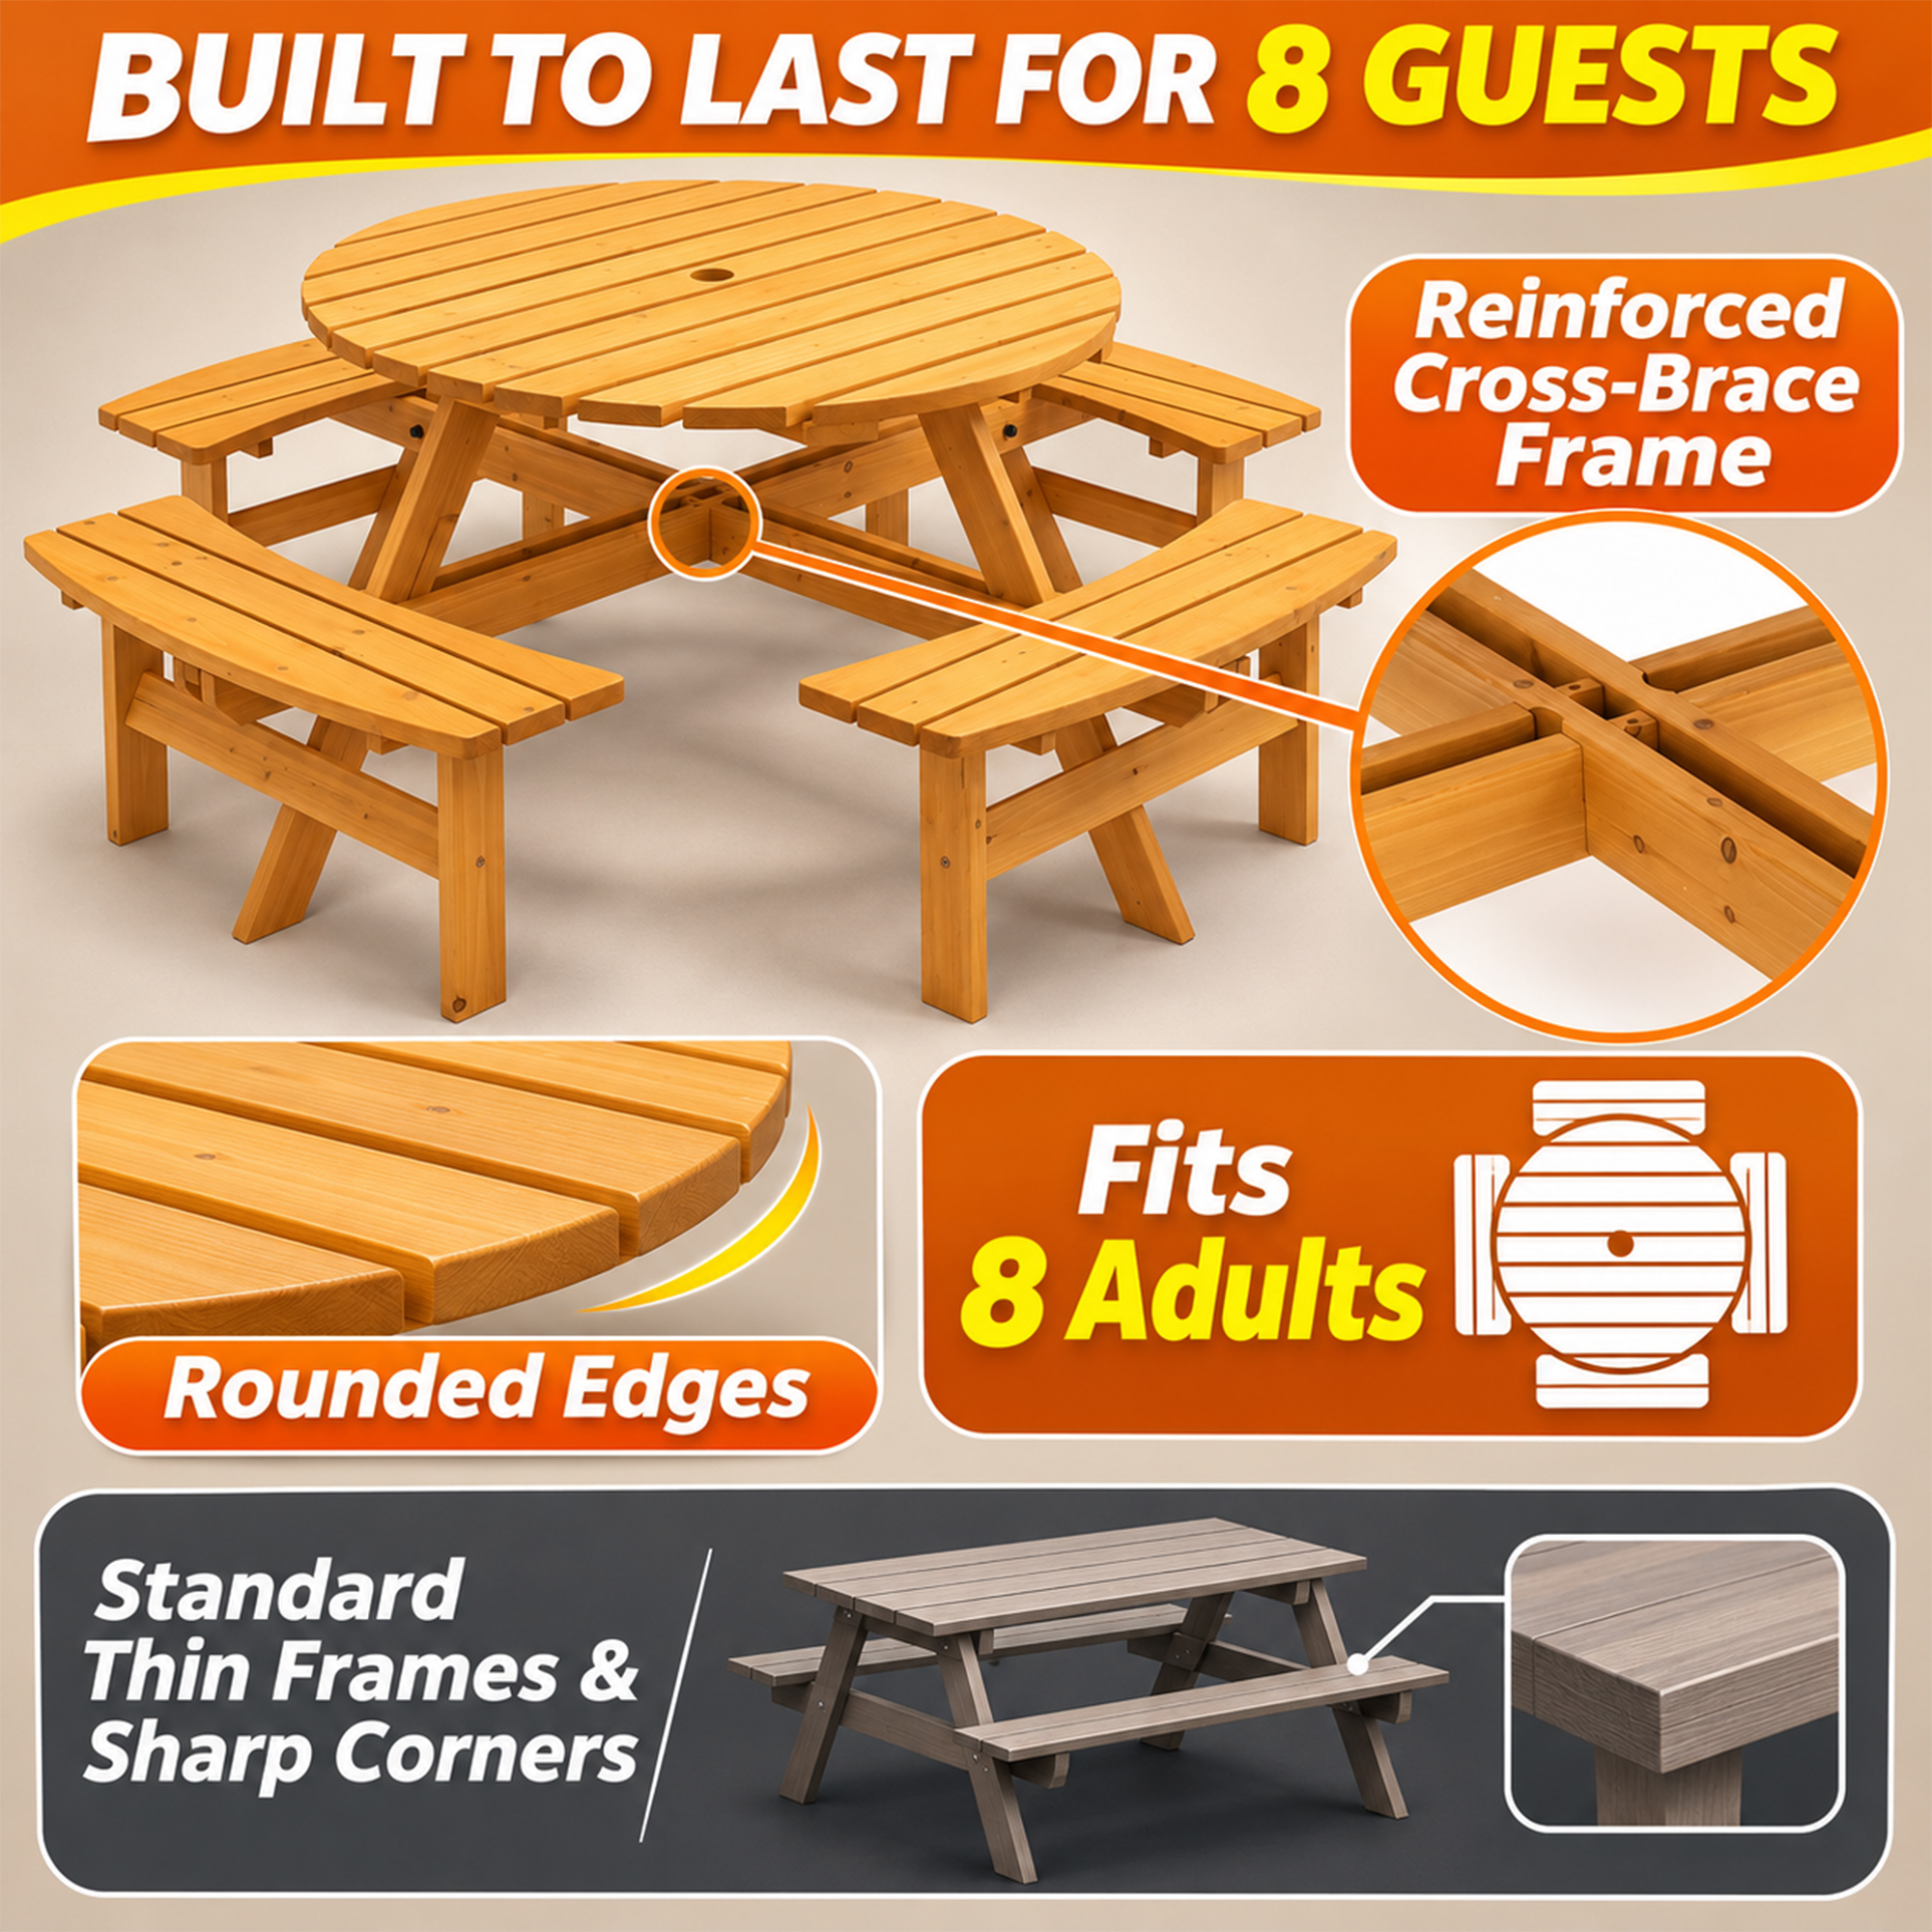 BUILT TO LAST FOR 8 GUESTS
Reinforced
Cross-Brace
Frame
Rounded Edges
Fits
8 Adults
Standard
Thin Frames &
Sharp Corners